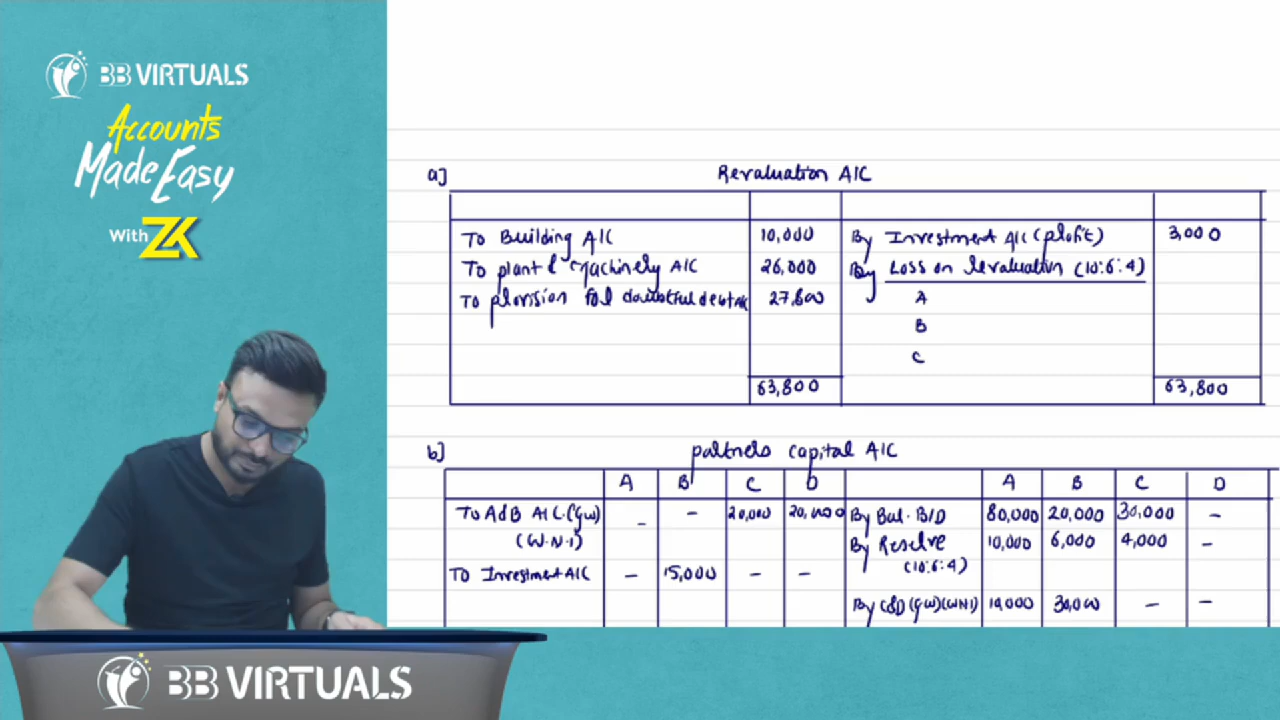 BB VIRTUALS
Accounts
Made Easy
With ZK
a] Revaluation A/C
To Building A/C 10,000 By Investment A/C (profit) 3,000
To plant & Machinery A/C 26,000 By Loss on revaluation (10:6:4)
To provision for doubtful debts 27,800 A
B
C
63,800 63,800
b] partners capital A/C
A B C D A B C D
To A&B A/C (GW) - - 20,000 20,000 By Bal. B/D 80,000 20,000 30,000 -
(W.N.1) By Reserve 10,000 6,000 4,000 -
(10:6:4)
To Investment A/C - 15,000 - -
By C&D (GW) (WN1) 10,000 30,000 - -
BB VIRTUALS